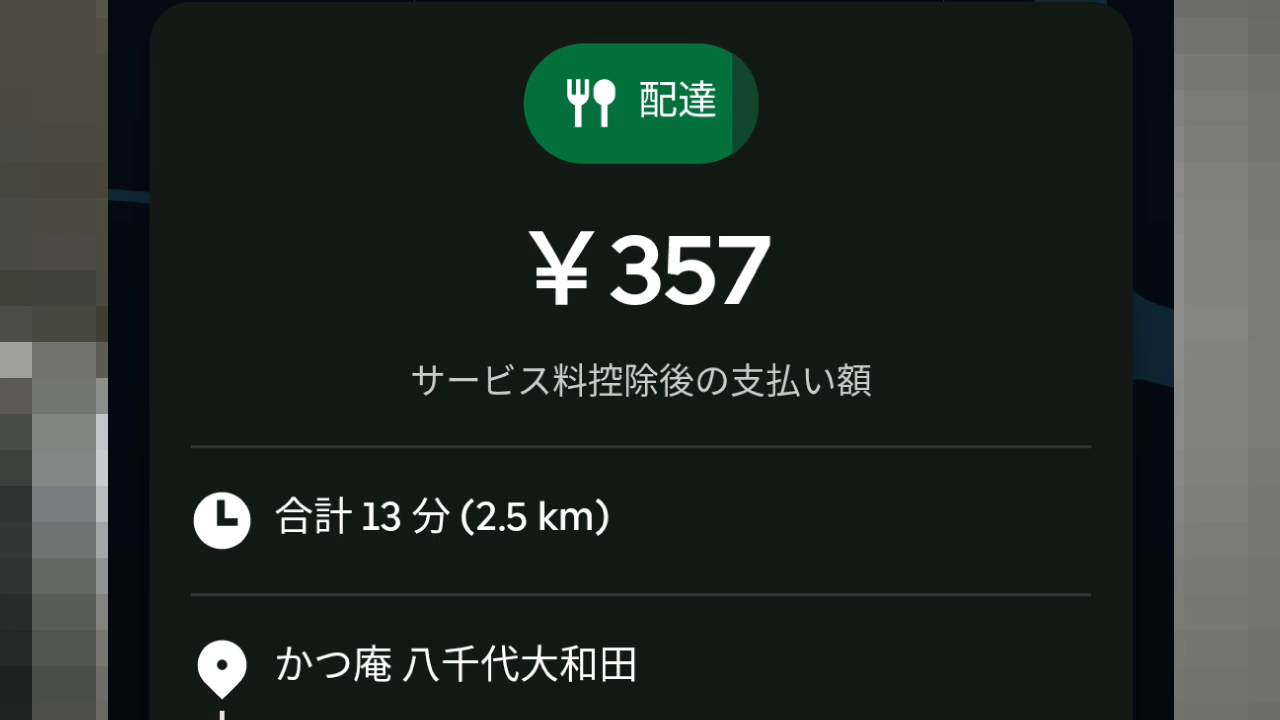 配達
￥357
サービス料控除後の支払い額
合計 13 分 (2.5 km)
かつ庵 八千代大和田